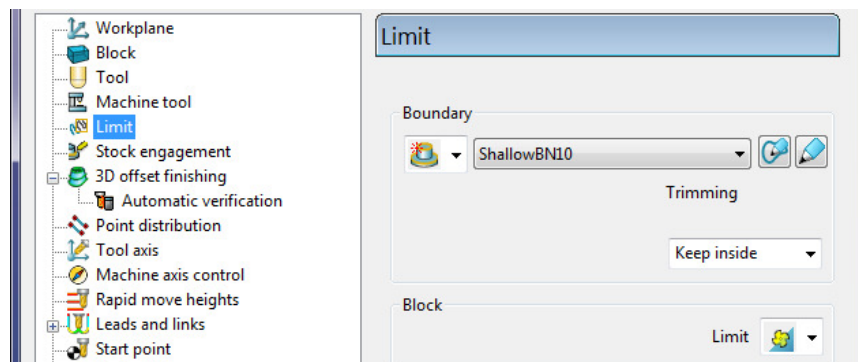 Workplane
Block
Tool
Machine tool
Limit
Stock engagement
3D offset finishing
Automatic verification
Point distribution
Tool axis
Machine axis control
Rapid move heights
Leads and links
Start point
Limit
Boundary
ShallowBN10
Trimming
Keep inside
Block
Limit